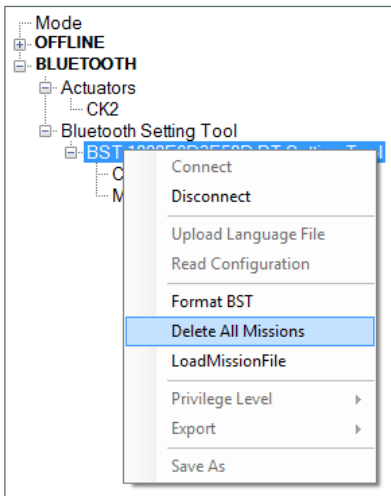 Mode
OFFLINE
BLUETOOTH
Actuators
CK2
Bluetooth Setting Tool
Connect
Disconnect
Upload Language File
Read Configuration
Format BST
Delete All Missions
LoadMissionFile
Privilege Level
Export
Save As